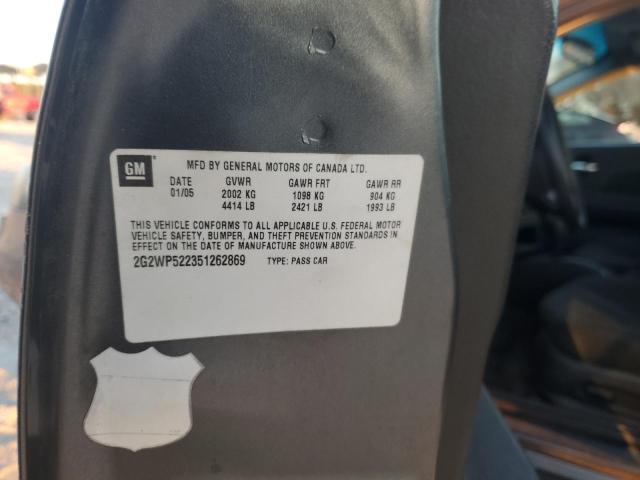 GM MFD BY GENERAL MOTORS OF CANADA LTD.
DATE GVWR GAWR FRT GAWR RR
01/05 2002 KG 1098 KG 904 KG
4414 LB 2421 LB 1993 LB
THIS VEHICLE CONFORMS TO ALL APPLICABLE U.S. FEDERAL MOTOR
VEHICLE SAFETY, BUMPER, AND THEFT PREVENTION STANDARDS IN
EFFECT ON THE DATE OF MANUFACTURE SHOWN ABOVE.
2G2WP522351262869 TYPE: PASS CAR